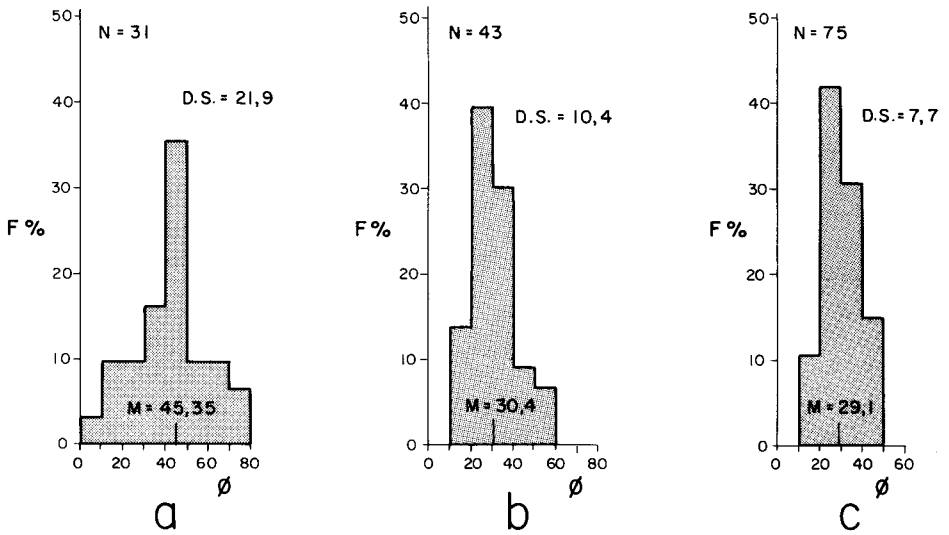 50
N = 31
D.S. = 21,9
40
30
F %
20
10
M = 45,35
0
0 20 40 60 80
Ø
a
50
N = 43
D.S. = 10,4
40
30
F %
20
10
M = 30,4
0
0 20 40 60 80
Ø
b
50
N = 75
D.S. = 7,7
40
30
F %
20
10
M = 29,1
0
0 20 40 60
Ø
c